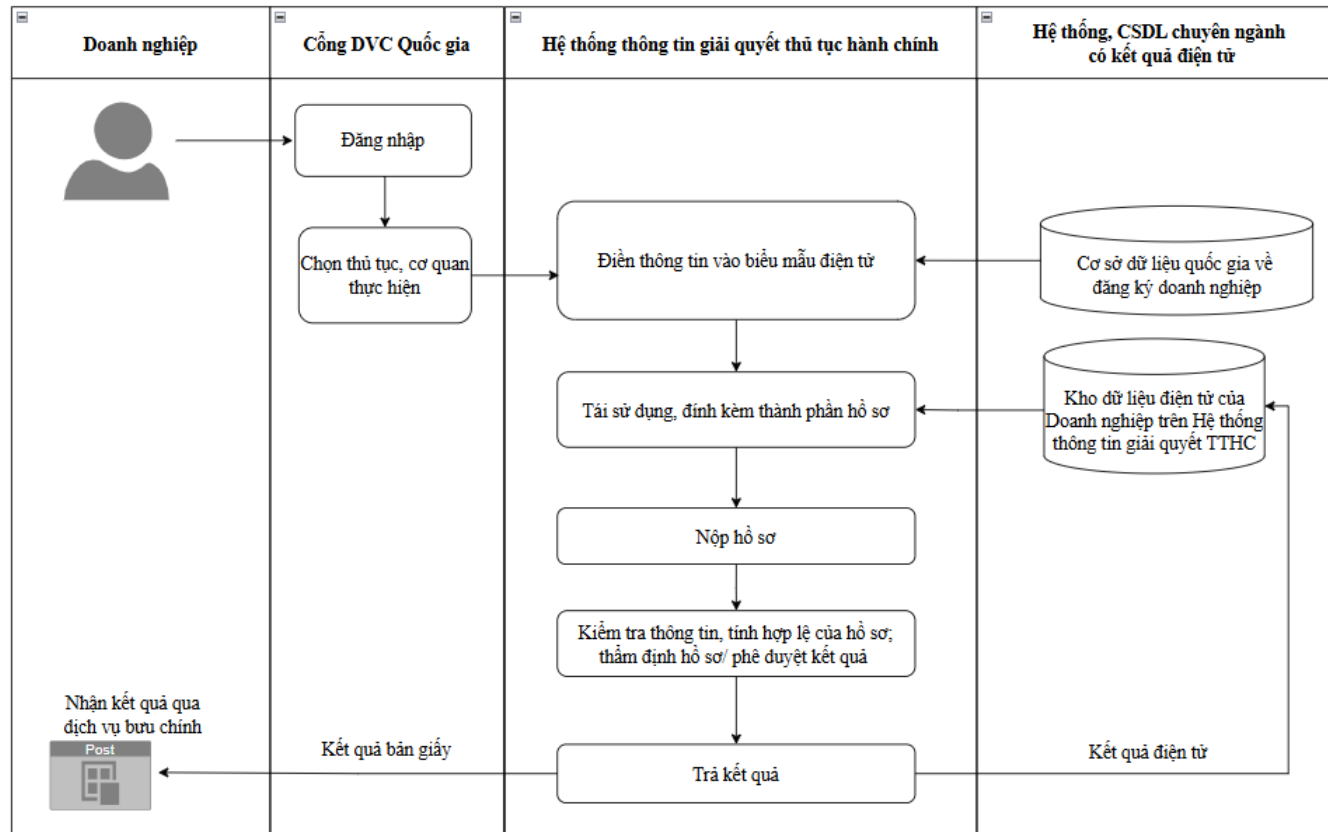 Doanh nghiệp
Cổng DVC Quốc gia
Hệ thống thông tin giải quyết thủ tục hành chính
Hệ thống, CSDL chuyên ngành
có kết quả điện tử
Đăng nhập
Chọn thủ tục, cơ quan
thực hiện
Điền thông tin vào biểu mẫu điện tử
Cơ sở dữ liệu quốc gia về
đăng ký doanh nghiệp
Tái sử dụng, đính kèm thành phần hồ sơ
Kho dữ liệu điện tử của
Doanh nghiệp trên Hệ thống
thông tin giải quyết TTHC
Nộp hồ sơ
Kiểm tra thông tin, tính hợp lệ của hồ sơ;
thẩm định hồ sơ/ phê duyệt kết quả
Nhận kết quả qua
dịch vụ bưu chính
Post
Kết quả bản giấy
Trả kết quả
Kết quả điện tử